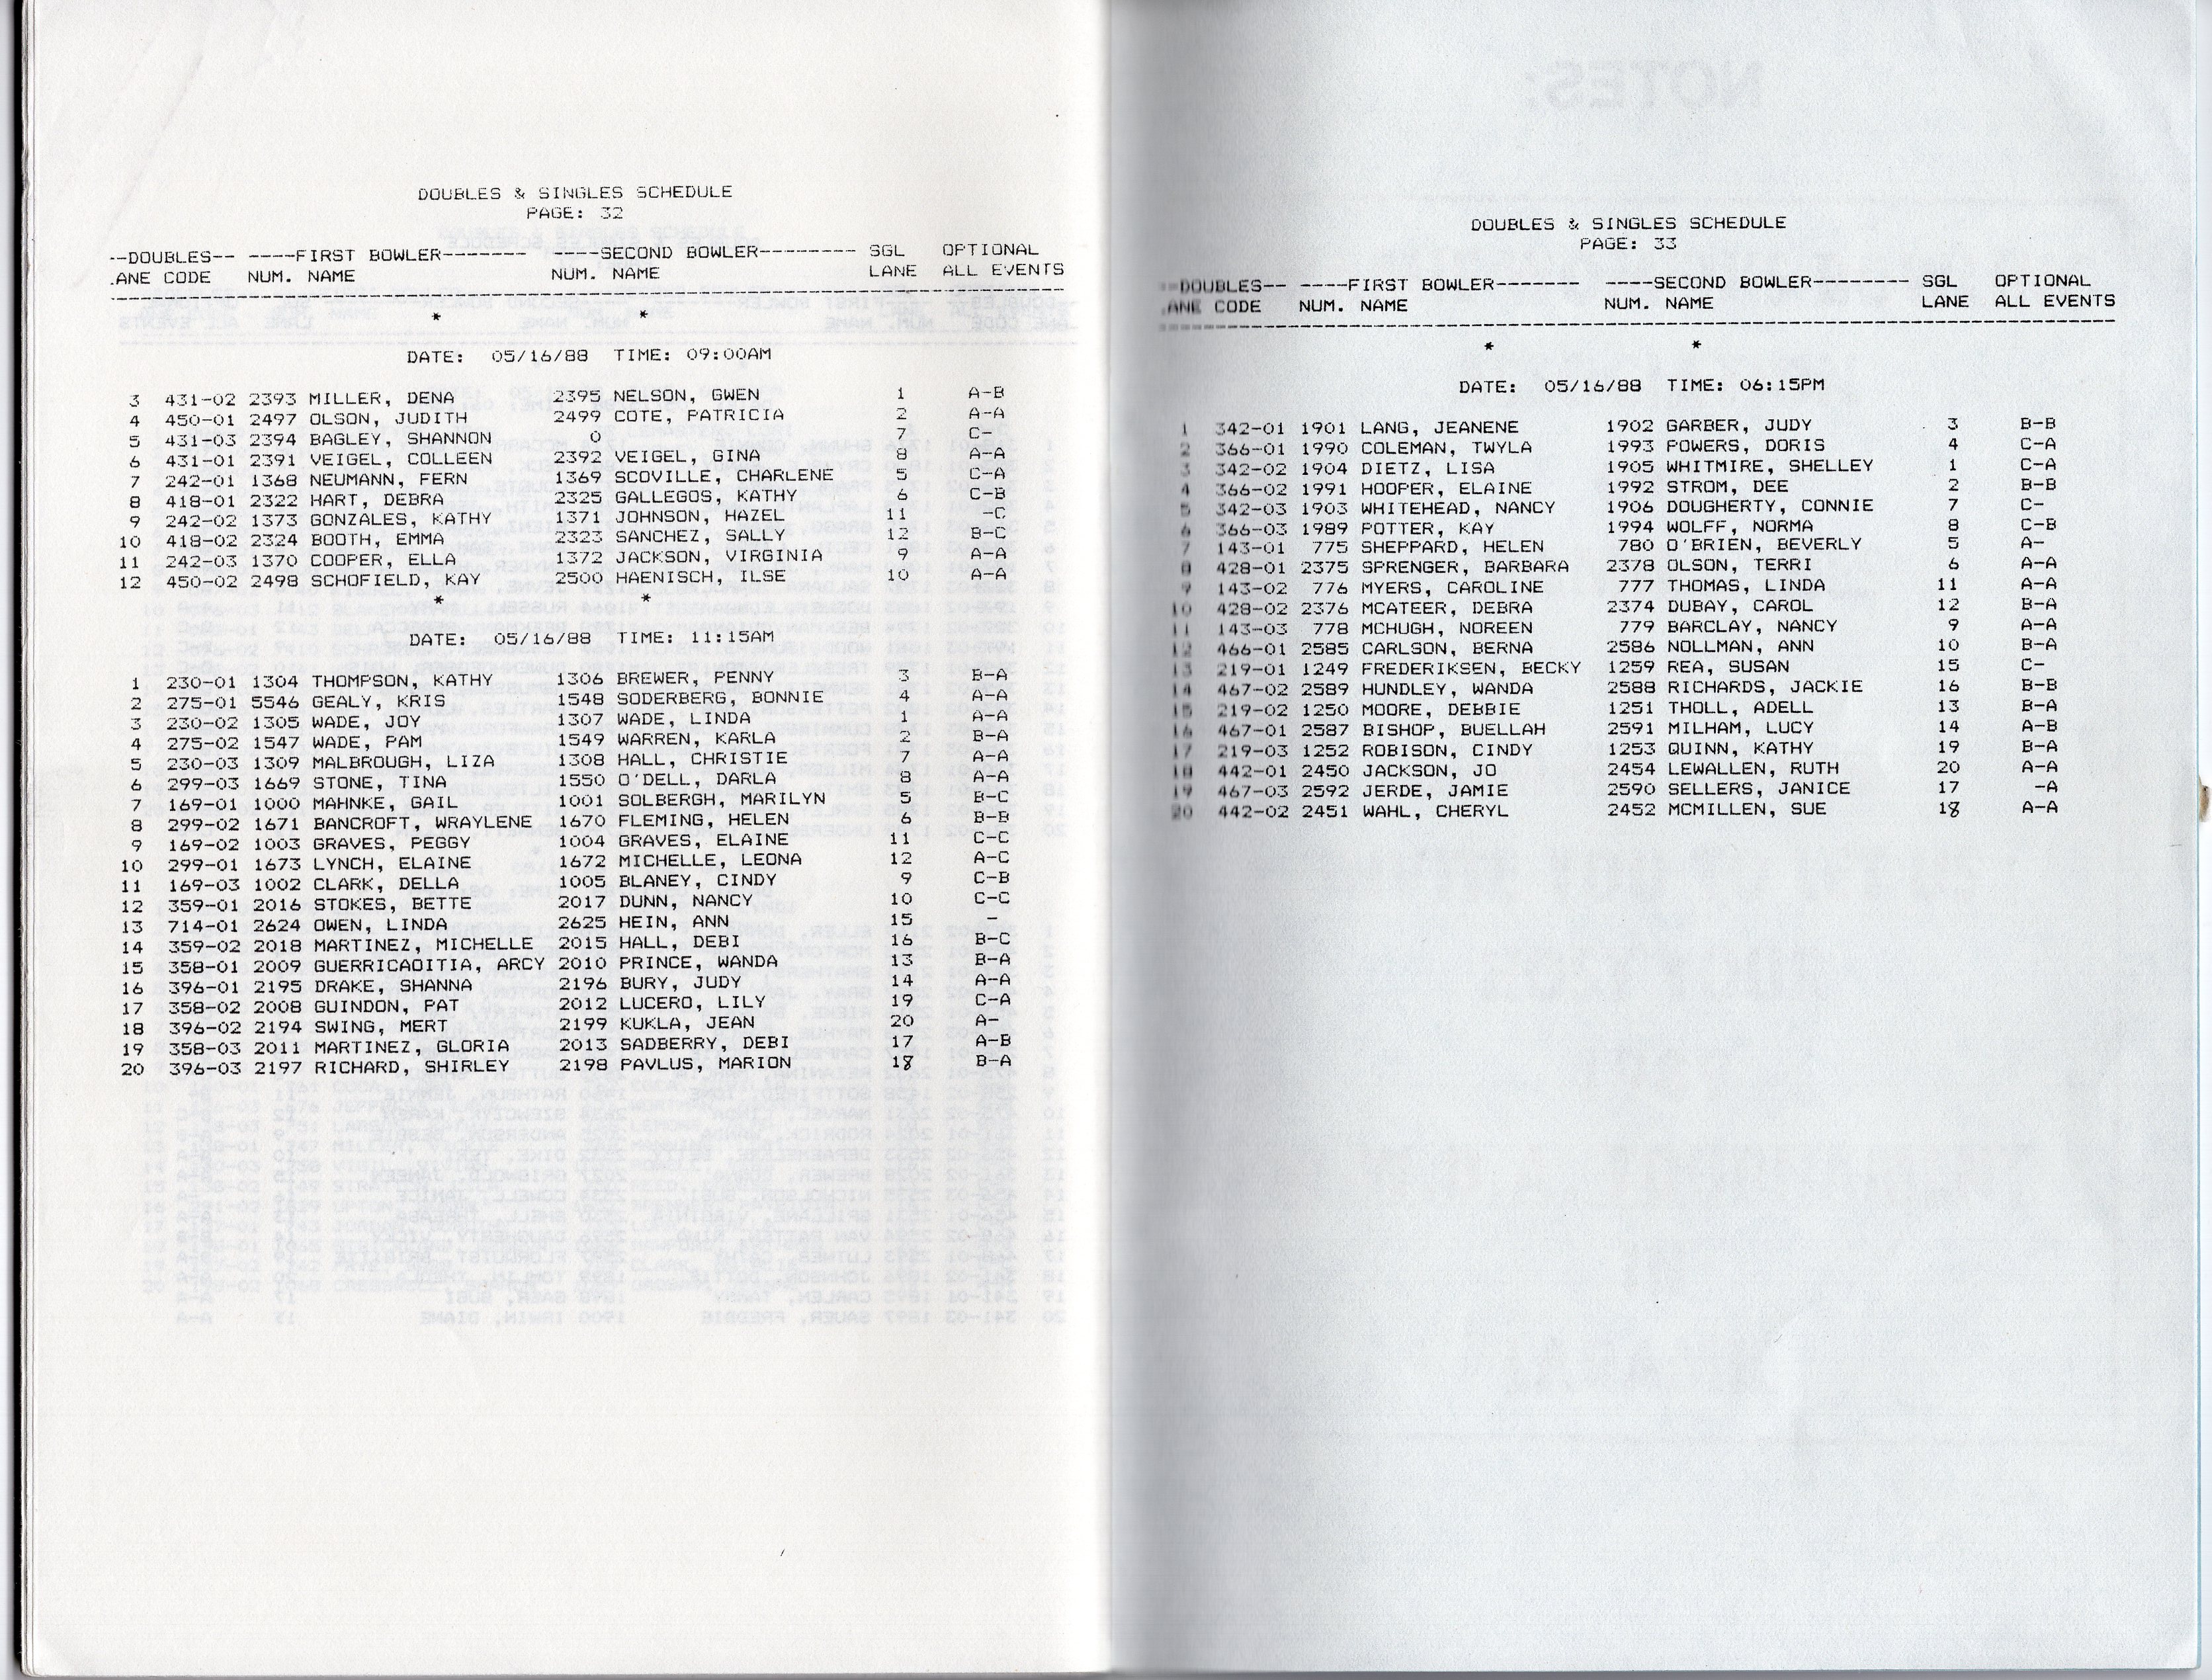 DOUBLES & SINGLES SCHEDULE
PAGE: 32
--DOUBLES-- ----FIRST BOWLER------- ----SECOND BOWLER-------- SGL OPTIONAL
.ANE CODE NUM. NAME NUM. NAME LANE ALL EVENTS
* *
DATE: 05/16/88 TIME: 09:00AM
3 431-02 2393 MILLER, DENA 2395 NELSON, GWEN 1 A-B
4 450-01 2497 OLSON, JUDITH 2499 COTE, PATRICIA 2 A-A
5 431-03 2394 BAGLEY, SHANNON 0 7 C-
6 431-01 2391 VEIGEL, COLLEEN 2392 VEIGEL, GINA 8 A-A
7 242-01 1368 NEUMANN, FERN 1369 SCOVILLE, CHARLENE 5 C-A
8 418-01 2322 HART, DEBRA 2325 GALLEGOS, KATHY 6 C-B
9 242-02 1373 GONZALES, KATHY 1371 JOHNSON, HAZEL 11 -C
10 418-02 2324 BOOTH, EMMA 2323 SANCHEZ, SALLY 12 B-C
11 242-03 1370 COOPER, ELLA 1372 JACKSON, VIRGINIA 9 A-A
12 450-02 2498 SCHOFIELD, KAY 2500 HAENISCH, ILSE 10 A-A
* *
DATE: 05/16/88 TIME: 11:15AM
1 230-01 1304 THOMPSON, KATHY 1306 BREWER, PENNY 3 B-A
2 275-01 5546 GEALY, KRIS 1548 SODERBERG, BONNIE 4 A-A
3 230-02 1305 WADE, JOY 1307 WADE, LINDA 1 A-A
4 275-02 1547 WADE, PAM 1549 WARREN, KARLA 2 B-A
5 230-03 1309 MALBROUGH, LIZA 1308 HALL, CHRISTIE 7 A-A
6 299-03 1669 STONE, TINA 1550 O'DELL, DARLA 8 A-A
7 169-01 1000 MAHNKE, GAIL 1001 SOLBERGH, MARILYN 5 B-C
8 299-02 1671 BANCROFT, WRAYLENE 1670 FLEMING, HELEN 6 B-B
9 169-02 1003 GRAVES, PEGGY 1004 GRAVES, ELAINE 11 C-C
10 299-01 1673 LYNCH, ELAINE 1672 MICHELLE, LEONA 12 A-C
11 169-03 1002 CLARK, DELLA 1005 BLANEY, CINDY 9 C-B
12 359-01 2016 STOKES, BETTE 2017 DUNN, NANCY 10 C-C
13 714-01 2624 OWEN, LINDA 2625 HEIN, ANN 15 -
14 359-02 2018 MARTINEZ, MICHELLE 2015 HALL, DEBI 16 B-C
15 358-01 2009 GUERRICAOITIA, ARCY 2010 PRINCE, WANDA 13 B-A
16 396-01 2195 DRAKE, SHANNA 2196 BURY, JUDY 14 A-A
17 358-02 2008 GUINDON, PAT 2012 LUCERO, LILY 19 C-A
18 396-02 2194 SWING, MERT 2199 KUKLA, JEAN 20 A-
19 358-03 2011 MARTINEZ, GLORIA 2013 SADBERRY, DEBI 17 A-B
20 396-03 2197 RICHARD, SHIRLEY 2198 PAVLUS, MARION 18 B-A
DOUBLES & SINGLES SCHEDULE
PAGE: 33
--DOUBLES-- ----FIRST BOWLER------- ----SECOND BOWLER-------- SGL OPTIONAL
.ANE CODE NUM. NAME NUM. NAME LANE ALL EVENTS
* *
DATE: 05/16/88 TIME: 06:15PM
1 342-01 1901 LANG, JEANENE 1902 GARBER, JUDY 3 B-B
2 366-01 1990 COLEMAN, TWYLA 1993 POWERS, DORIS 4 C-A
3 342-02 1904 DIETZ, LISA 1905 WHITMIRE, SHELLEY 1 C-A
4 366-02 1991 HOOPER, ELAINE 1992 STROM, DEE 2 B-B
5 342-03 1903 WHITEHEAD, NANCY 1906 DOUGHERTY, CONNIE 7 C-
6 366-03 1989 POTTER, KAY 1994 WOLFF, NORMA 8 C-B
7 143-01 775 SHEPPARD, HELEN 780 O'BRIEN, BEVERLY 5 A-
8 428-01 2375 SPRENGER, BARBARA 2378 OLSON, TERRI 6 A-A
9 143-02 776 MYERS, CAROLINE 777 THOMAS, LINDA 11 A-A
10 428-02 2376 MCATEER, DEBRA 2374 DUBAY, CAROL 12 B-A
11 143-03 778 MCHUGH, NOREEN 779 BARCLAY, NANCY 9 A-A
12 466-01 2585 CARLSON, BERNA 2586 NOLLMAN, ANN 10 B-A
13 219-01 1249 FREDERIKSEN, BECKY 1259 REA, SUSAN 15 C-
14 467-02 2589 HUNDLEY, WANDA 2588 RICHARDS, JACKIE 16 B-B
15 219-02 1250 MOORE, DEBBIE 1251 THOLL, ADELL 13 B-A
16 467-01 2587 BISHOP, BUELLAH 2591 MILHAM, LUCY 14 A-B
17 219-03 1252 ROBISON, CINDY 1253 QUINN, KATHY 19 B-A
18 442-01 2450 JACKSON, JO 2454 LEWALLEN, RUTH 20 A-A
19 467-03 2592 JERDE, JAMIE 2590 SELLERS, JANICE 17 -A
20 442-02 2451 WAHL, CHERYL 2452 MCMILLEN, SUE 18 A-A